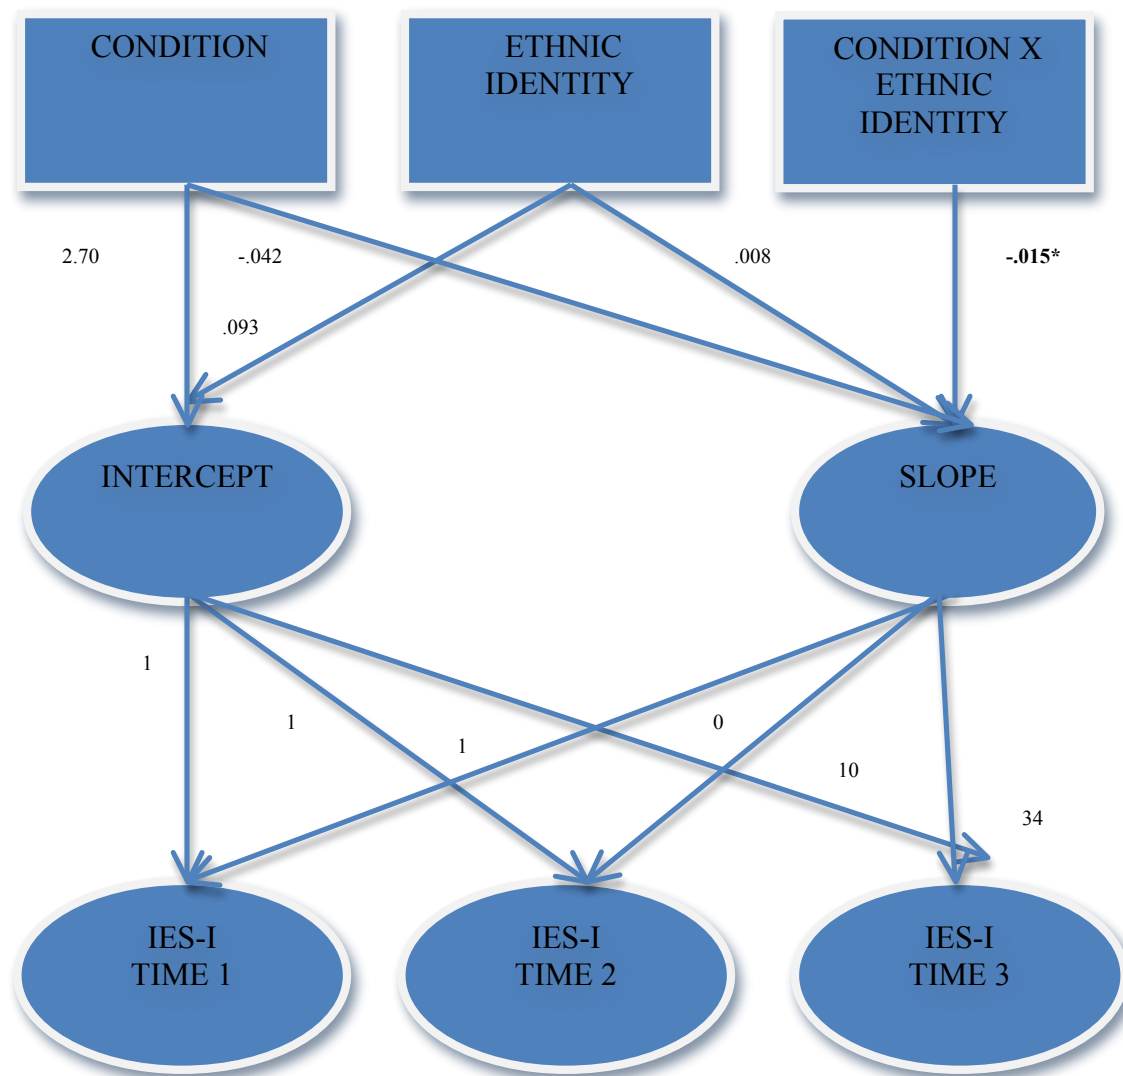 CONDITION
ETHNIC
IDENTITY
CONDITION X
ETHNIC
IDENTITY
2.70
-.042
.008
-.015*
.093
INTERCEPT
SLOPE
1
1
1
0
10
34
IES-I
TIME 1
IES-I
TIME 2
IES-I
TIME 3